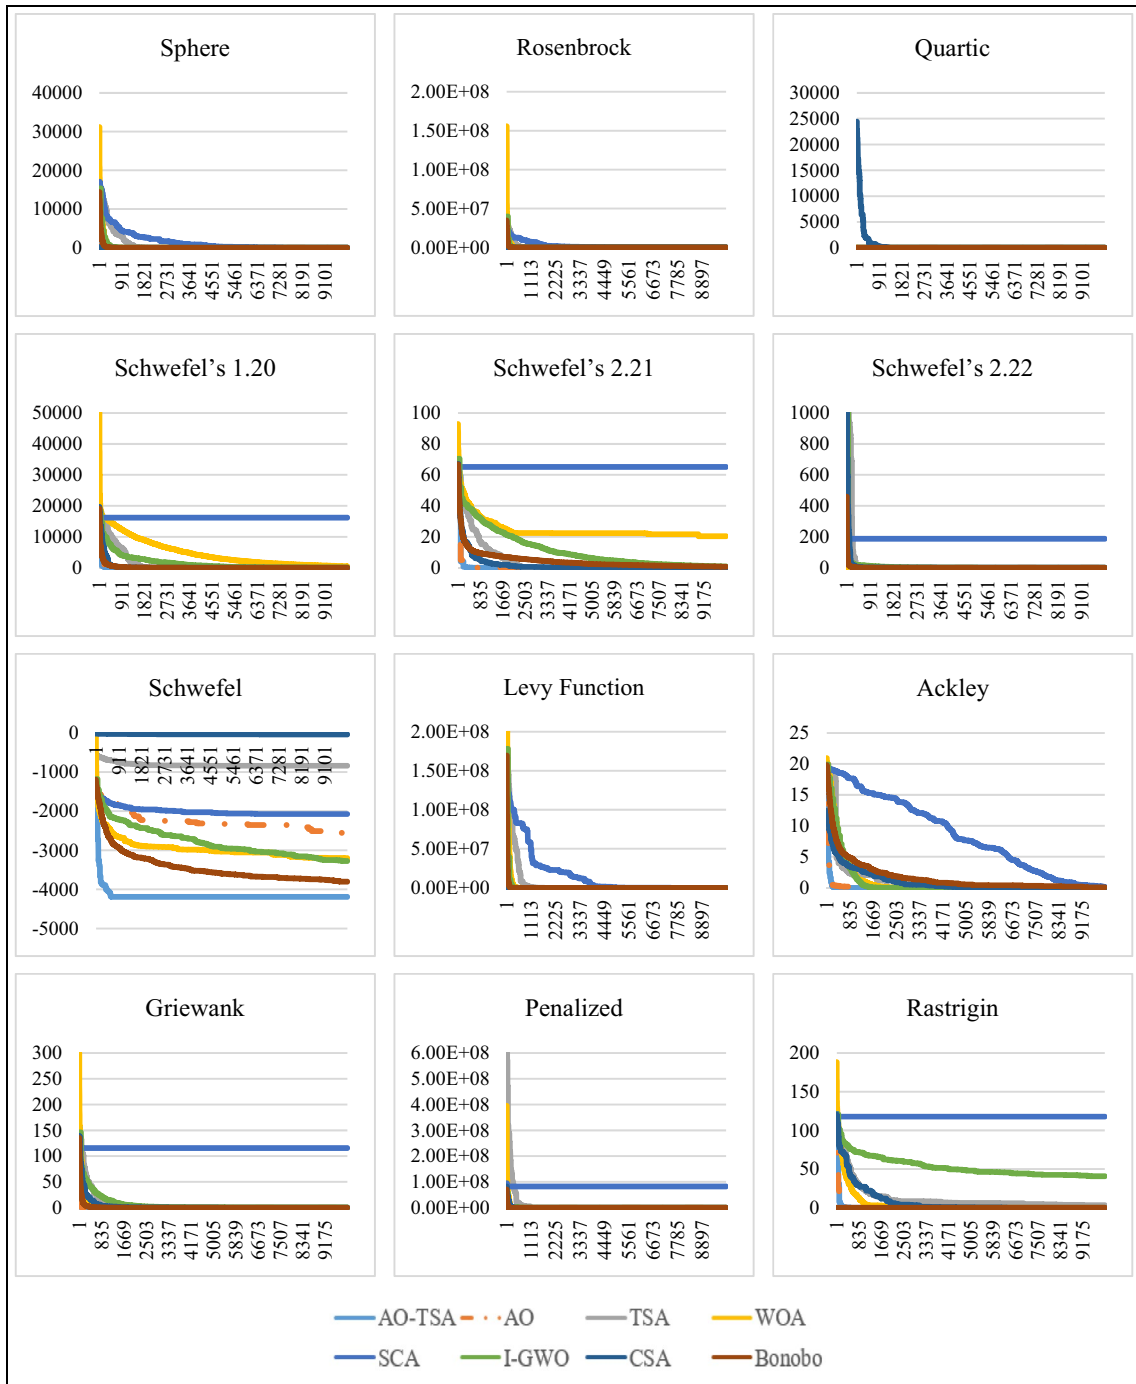 Sphere
40000
30000
20000
10000
0
1 911 1821 2731 3641 4551 5461 6371 7281 8191 9101
Rosenbrock
2.00E+08
1.50E+08
1.00E+08
5.00E+07
0.00E+00
1 1113 2225 3337 4449 5561 6673 7785 8897
Quartic
30000
25000
20000
15000
10000
5000
0
1 911 1821 2731 3641 4551 5461 6371 7281 8191 9101
Schwefel’s 1.20
50000
40000
30000
20000
10000
0
1 911 1821 2731 3641 4551 5461 6371 7281 8191 9101
Schwefel’s 2.21
100
80
60
40
20
0
1 835 1669 2503 3337 4171 5005 5839 6673 7507 8341 9175
Schwefel’s 2.22
1000
800
600
400
200
0
1 911 1821 2731 3641 4551 5461 6371 7281 8191 9101
Schwefel
0
-1000
-2000
-3000
-4000
-5000
1 911 1821 2731 3641 4551 5461 6371 7281 8191 9101
Levy Function
2.00E+08
1.50E+08
1.00E+08
5.00E+07
0.00E+00
1 1113 2225 3337 4449 5561 6673 7785 8897
Ackley
25
20
15
10
5
0
1 835 1669 2503 3337 4171 5005 5839 6673 7507 8341 9175
Griewank
300
250
200
150
100
50
0
1 835 1669 2503 3337 4171 5005 5839 6673 7507 8341 9175
Penalized
6.00E+08
5.00E+08
4.00E+08
3.00E+08
2.00E+08
1.00E+08
0.00E+00
1 1113 2225 3337 4449 5561 6673 7785 8897
Rastrigin
200
150
100
50
0
1 835 1669 2503 3337 4171 5005 5839 6673 7507 8341 9175
AO-TSA AO TSA WOA
SCA I-GWO CSA Bonobo